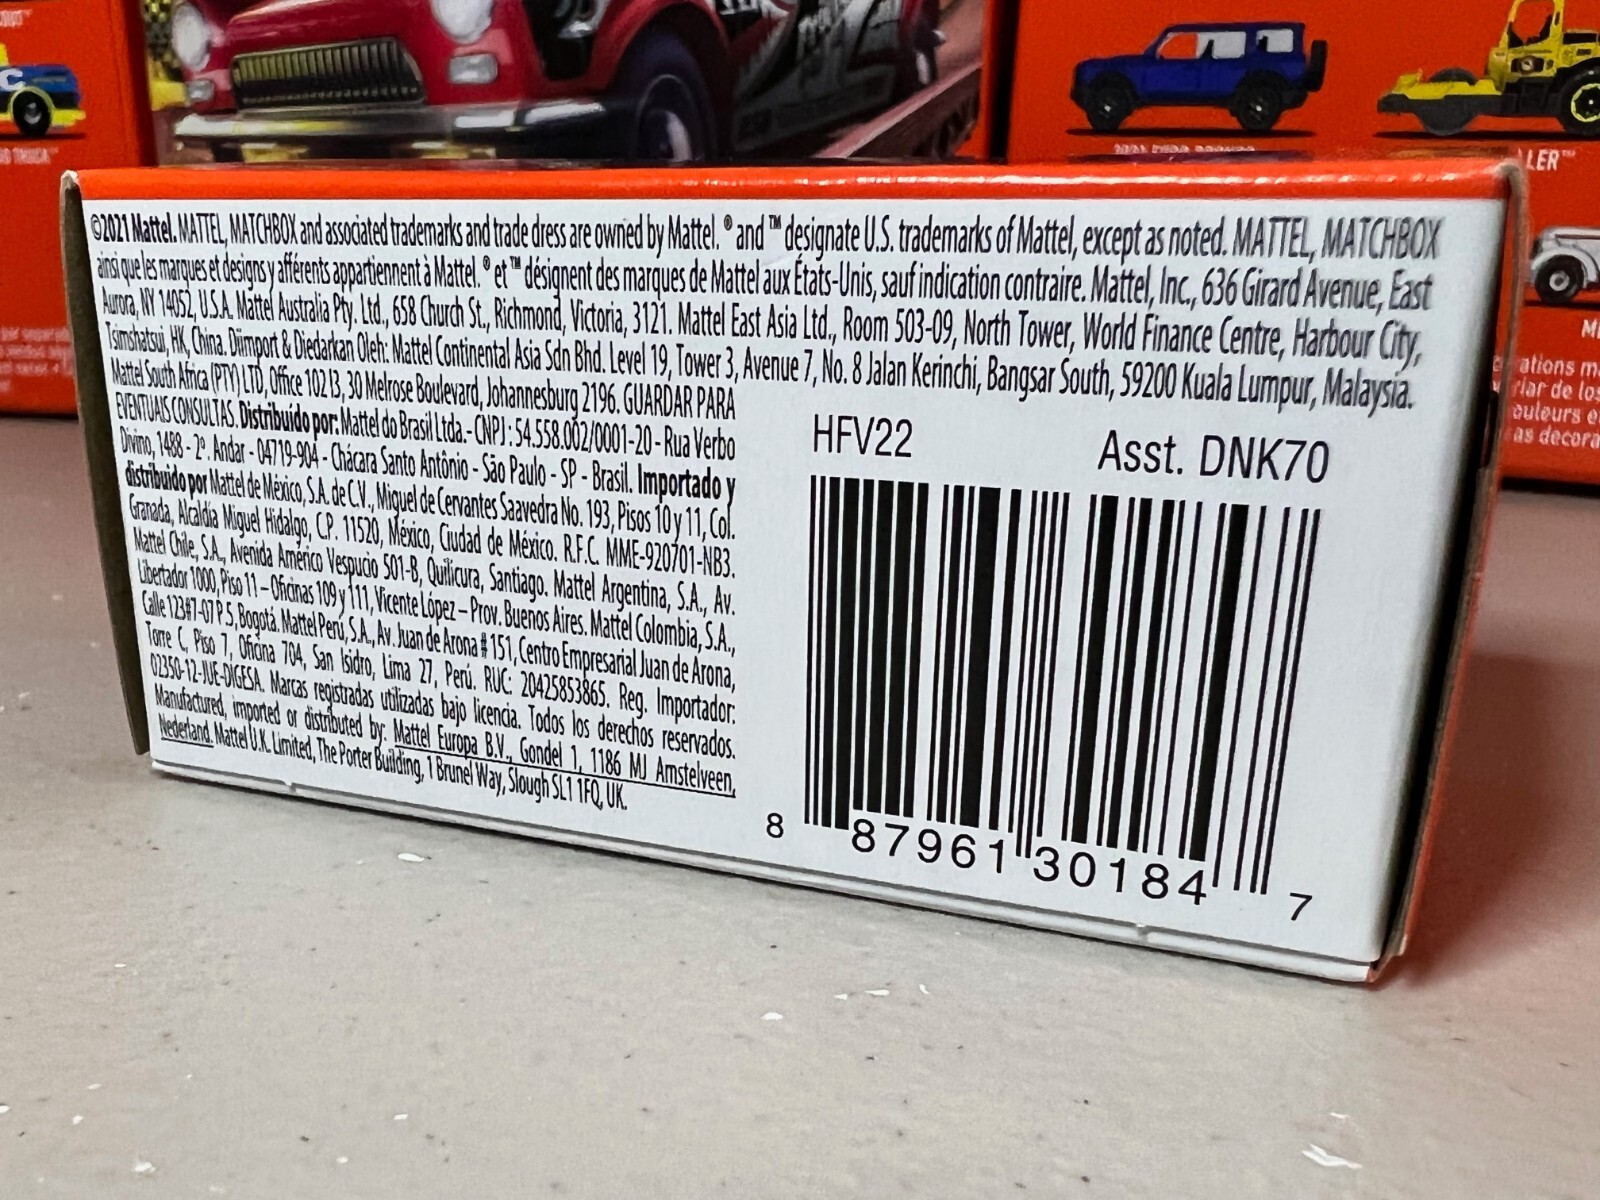 ©2021 Mattel. MATTEL, MATCHBOX and associated trademarks and trade dress are owned by Mattel. ® and ™ designate U.S. trademarks of Mattel, except as noted. MATTEL, MATCHBOX
ainsi que les marques et designs y afférents appartiennent à Mattel. ® et ™ désignent des marques de Mattel aux États-Unis, sauf indication contraire. Mattel, Inc., 636 Girard Avenue, East
Aurora, NY 14052, U.S.A. Mattel Australia Pty. Ltd., 658 Church St., Richmond, Victoria, 3121. Mattel East Asia Ltd., Room 503-09, North Tower, World Finance Centre, Harbour City,
Tsimshatsui, HK, China. Diimport & Diedarkan Oleh: Mattel Continental Asia Sdn Bhd. Level 19, Tower 3, Avenue 7, No. 8 Jalan Kerinchi, Bangsar South, 59200 Kuala Lumpur, Malaysia.
Mattel South Africa (PTY) LTD, Office 102 I3, 30 Melrose Boulevard, Johannesburg 2196. GUARDAR PARA
EVENTUAIS CONSULTAS. Distribuído por: Mattel do Brasil Ltda.- CNPJ : 54.558.002/0001-20 - Rua Verbo
Divino, 1488 - 2º. Andar - 04719-904 - Chácara Santo Antônio - São Paulo - SP - Brasil. Importado y
distribuido por Mattel de México, S.A. de C.V., Miguel de Cervantes Saavedra No. 193, Pisos 10 y 11, Col.
Granada, Alcaldía Miguel Hidalgo, C.P. 11520, México, Ciudad de México. R.F.C. MME-920701-NB3.
Mattel Chile, S.A., Avenida Américo Vespucio 501-B, Quilicura, Santiago. Mattel Argentina, S.A., Av.
Libertador 1000, Piso 11 – Oficinas 109 y 111, Vicente López – Prov. Buenos Aires. Mattel Colombia, S.A.,
Calle 123#7-07 P.5, Bogotá. Mattel Perú, S.A., Av. Juan de Arona # 151, Centro Empresarial Juan de Arona,
Torre C, Piso 7, Oficina 704, San Isidro, Lima 27, Perú. RUC: 20425853865. Reg. Importador:
02350-12-JUE-DIGESA. Marcas registradas utilizadas bajo licencia. Todos los derechos reservados.
Manufactured, imported or distributed by: Mattel Europa B.V., Gondel 1, 1186 MJ Amstelveen,
Nederland. Mattel U.K. Limited, The Porter Building, 1 Brunel Way, Slough SL1 1FQ, UK.
HFV22 Asst. DNK70
8 87961 30184 7
TRUCK™
LER™